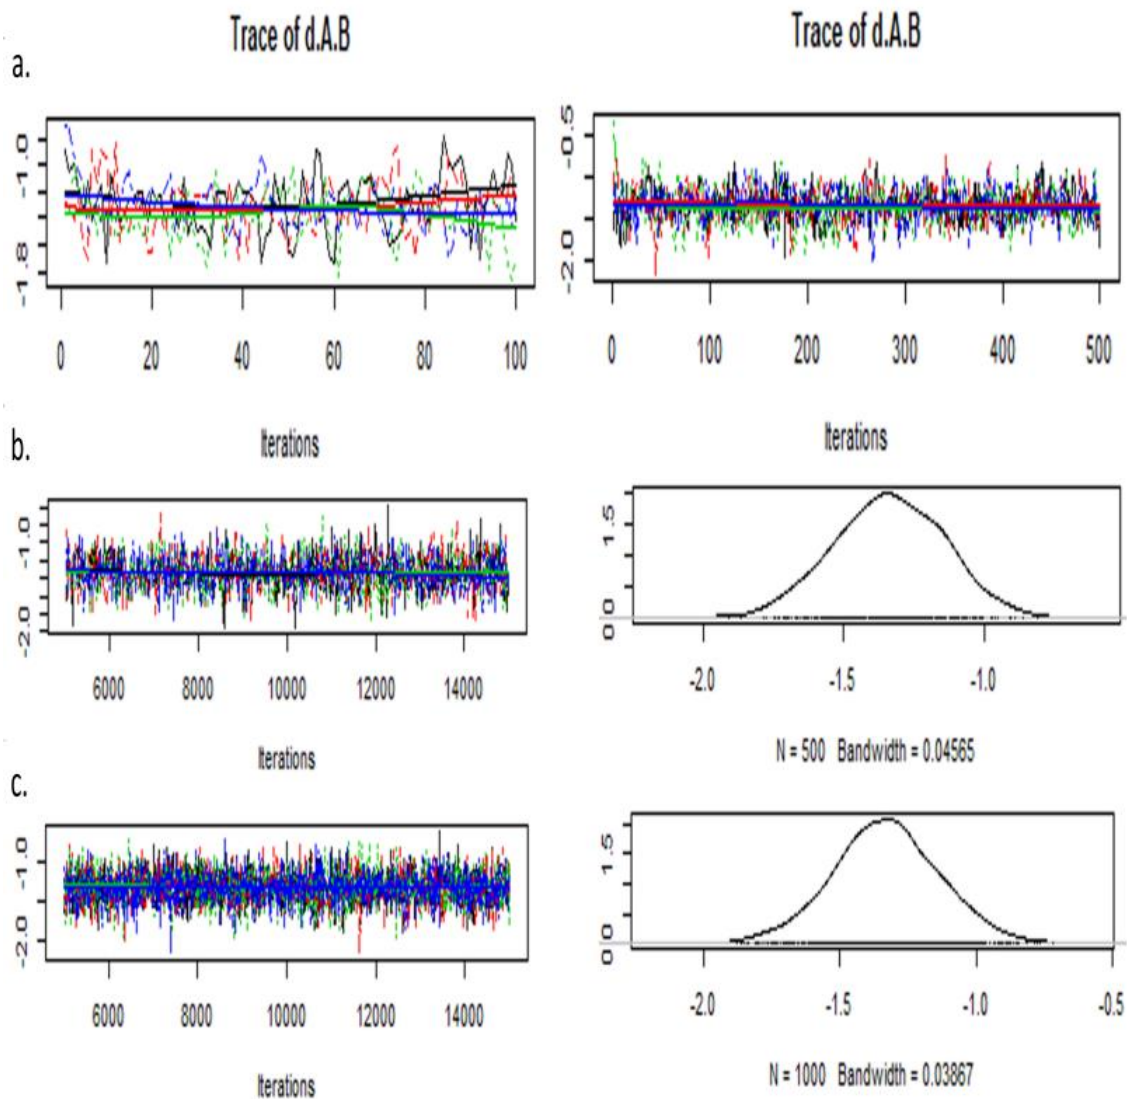 Trace of d.A.B
Trace of d.A.B
a.
-1.0
-1.0
-1.8
0 20 40 60 80 100
Iterations
-0.5
-2.0
0 100 200 300 400 500
Iterations
b.
-1.0
-2.0
6000 8000 10000 12000 14000
Iterations
1.5
0.0
-2.0 -1.5 -1.0
N = 500 Bandwidth = 0.04565
c.
-1.0
-2.0
6000 8000 10000 12000 14000
Iterations
1.5
0.0
-2.0 -1.5 -1.0 -0.5
N = 1000 Bandwidth = 0.03867